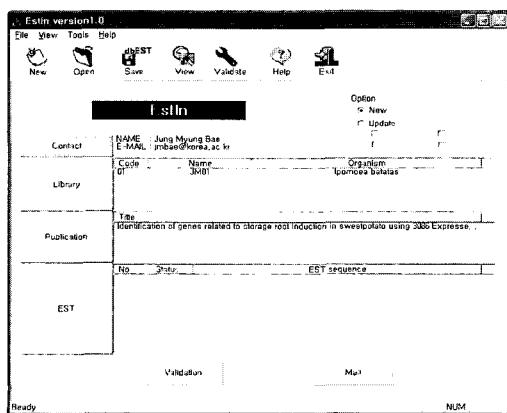 EstIn version1.0
File View Tools Help
dbEST
New Open Save View Validate Help Exit
EstIn
Option
New
Update
Contact
NAME : Jung Myung Bae
E-MAIL : jmbae@korea.ac.kr
Library
Code Name Organism
01 3M01 Ipomoea batatas
Publication
Title
Identification of genes related to storage root induction in sweetpotato using Expresse...
EST
No Status EST sequence
Validation Mail
Ready NUM